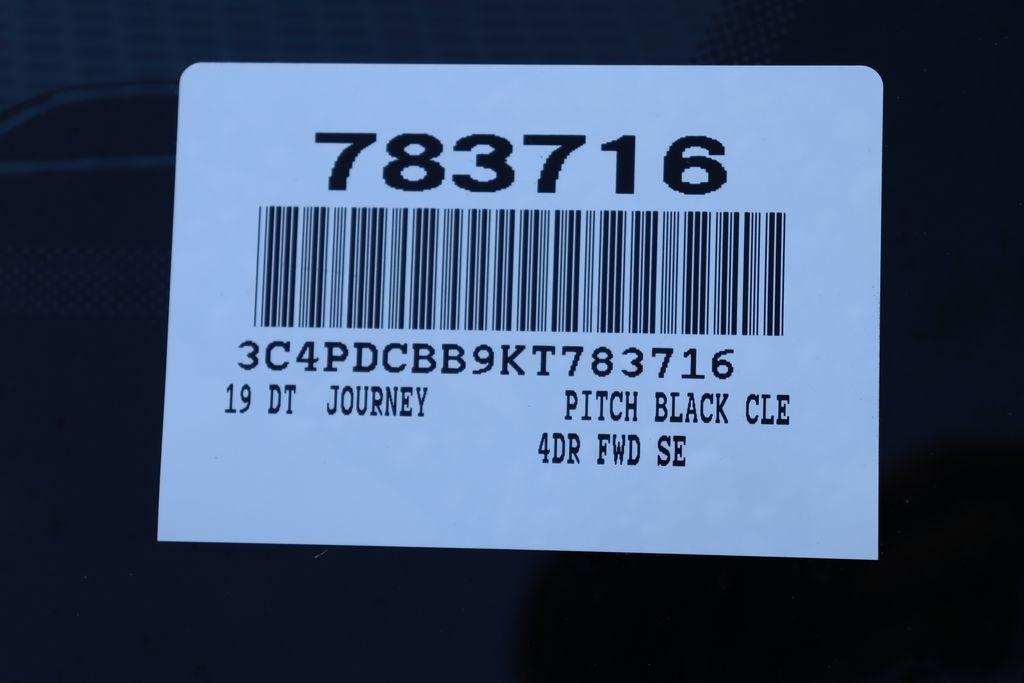 783716
3C4PDCBB9KT783716
19 DT JOURNEY PITCH BLACK CLE
4DR FWD SE